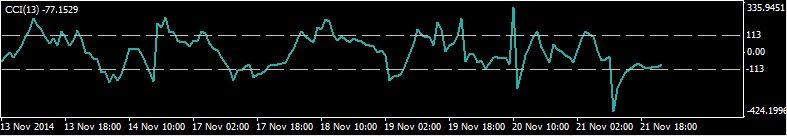 CCI(13) -77.1529
335.9451
113
0.00
-113
-424.1996
13 Nov 2014
13 Nov 18:00
14 Nov 10:00
17 Nov 02:00
17 Nov 18:00
18 Nov 10:00
19 Nov 02:00
19 Nov 18:00
20 Nov 10:00
21 Nov 02:00
21 Nov 18:00